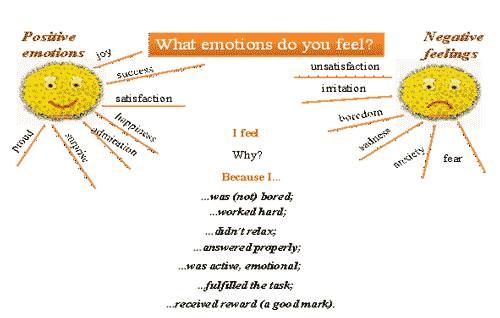 Positive
emotions
What emotions do you feel?
Negative
feelings
joy
success
satisfaction
happiness
admiration
surprise
proud
unsatisfaction
irritation
boredom
sadness
anxiety
fear
I feel
Why?
Because I...
...was (not) bored;
...worked hard;
...didn't relax;
...answered properly;
...was active, emotional;
...fulfilled the task;
...received reward (a good mark).